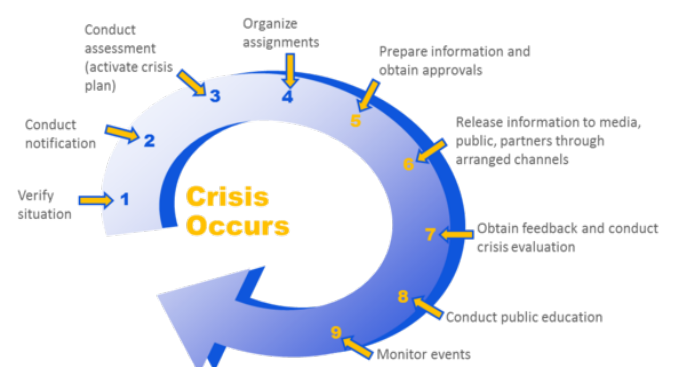 Verify
situation
1
Conduct
notification
2
Conduct
assessment
(activate crisis
plan)
3
Organize
assignments
4
Prepare information and
obtain approvals
5
Release information to media,
public, partners through
arranged channels
6
Obtain feedback and conduct
crisis evaluation
7
Conduct public education
8
Monitor events
9
Crisis
Occurs